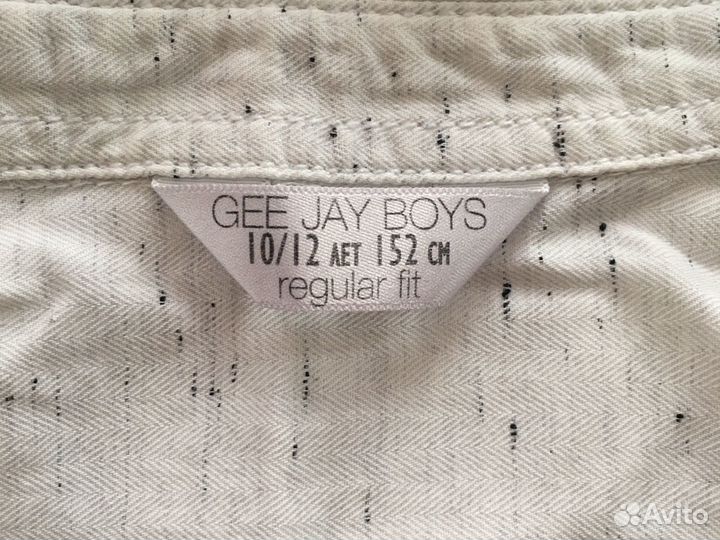 GEE JAY BOYS
10/12 ЛЕТ 152 СМ
regular fit
Avito